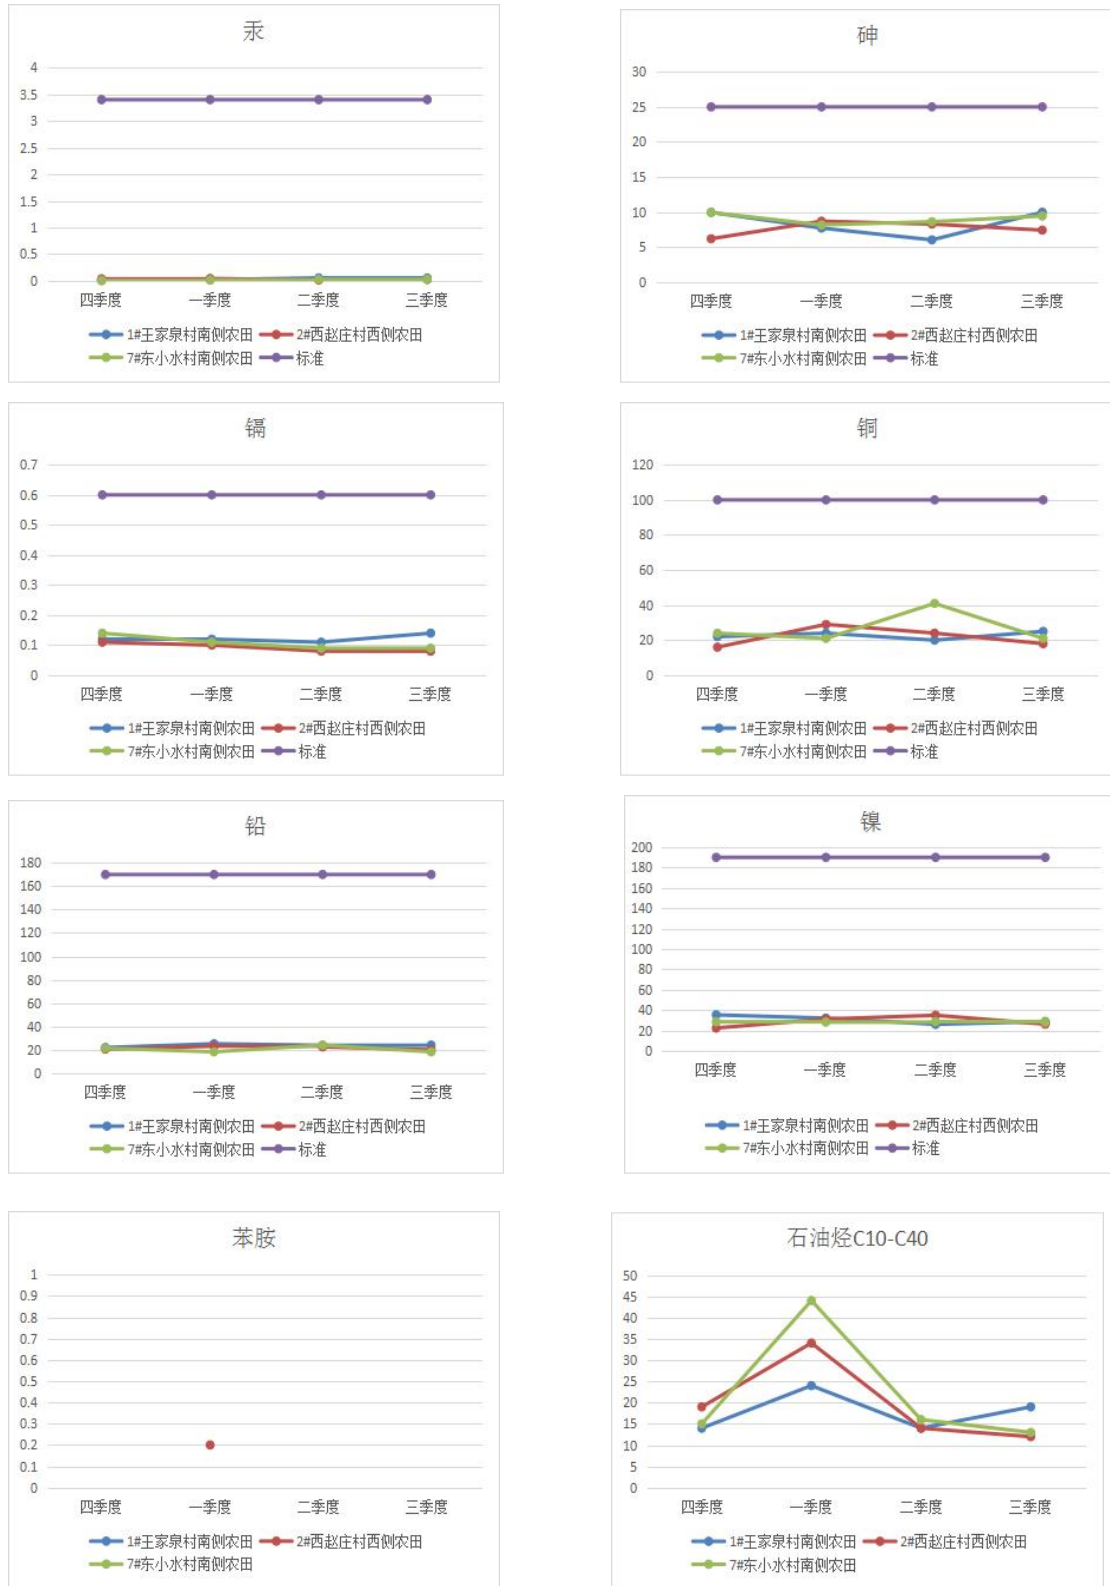 汞
4
3.5
3
2.5
2
1.5
1
0.5
0
四季度 一季度 二季度 三季度
1#王家泉村南侧农田 2#西赵庄村西侧农田
7#东小水村南侧农田 标准
砷
30
25
20
15
10
5
0
四季度 一季度 二季度 三季度
1#王家泉村南侧农田 2#西赵庄村西侧农田
7#东小水村南侧农田 标准
镉
0.7
0.6
0.5
0.4
0.3
0.2
0.1
0
四季度 一季度 二季度 三季度
1#王家泉村南侧农田 2#西赵庄村西侧农田
7#东小水村南侧农田 标准
铜
120
100
80
60
40
20
0
四季度 一季度 二季度 三季度
1#王家泉村南侧农田 2#西赵庄村西侧农田
7#东小水村南侧农田 标准
铅
180
160
140
120
100
80
60
40
20
0
四季度 一季度 二季度 三季度
1#王家泉村南侧农田 2#西赵庄村西侧农田
7#东小水村南侧农田 标准
镍
200
180
160
140
120
100
80
60
40
20
0
四季度 一季度 二季度 三季度
1#王家泉村南侧农田 2#西赵庄村西侧农田
7#东小水村南侧农田 标准
苯胺
1
0.9
0.8
0.7
0.6
0.5
0.4
0.3
0.2
0.1
0
四季度 一季度 二季度 三季度
1#王家泉村南侧农田 2#西赵庄村西侧农田
7#东小水村南侧农田
石油烃C10-C40
50
45
40
35
30
25
20
15
10
5
0
四季度 一季度 二季度 三季度
1#王家泉村南侧农田 2#西赵庄村西侧农田
7#东小水村南侧农田